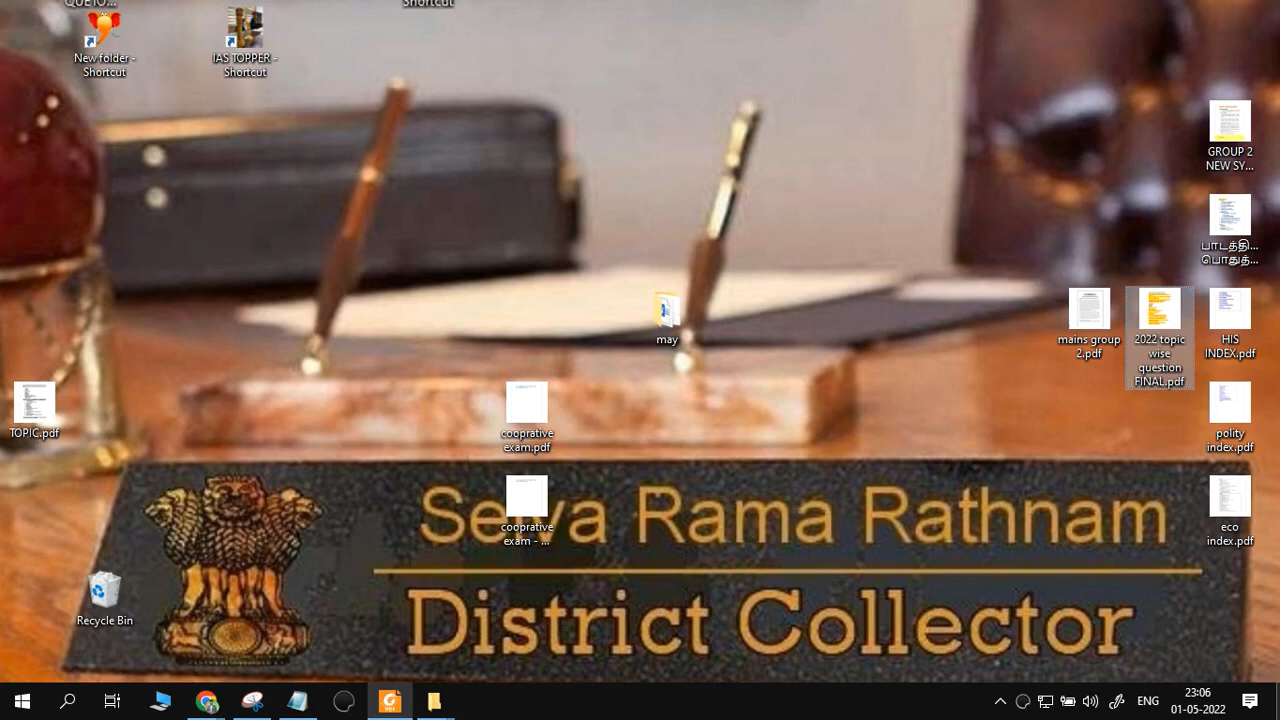 QUETO...
Shortcut
New folder -
Shortcut
IAS TOPPER -
Shortcut
GROUP 2
NEW SY...
பாடத்தி...
பொதுத்...
may
mains group
2.pdf
2022 topic
wise
question
FINAL.pdf
HIS
INDEX.pdf
TOPIC.pdf
cooprative
exam.pdf
polity
index.pdf
cooprative
exam - ...
eco
index.pdf
Selva Rama Rathnam
District Collector
Recycle Bin
ENG
23:06
01-05-2022